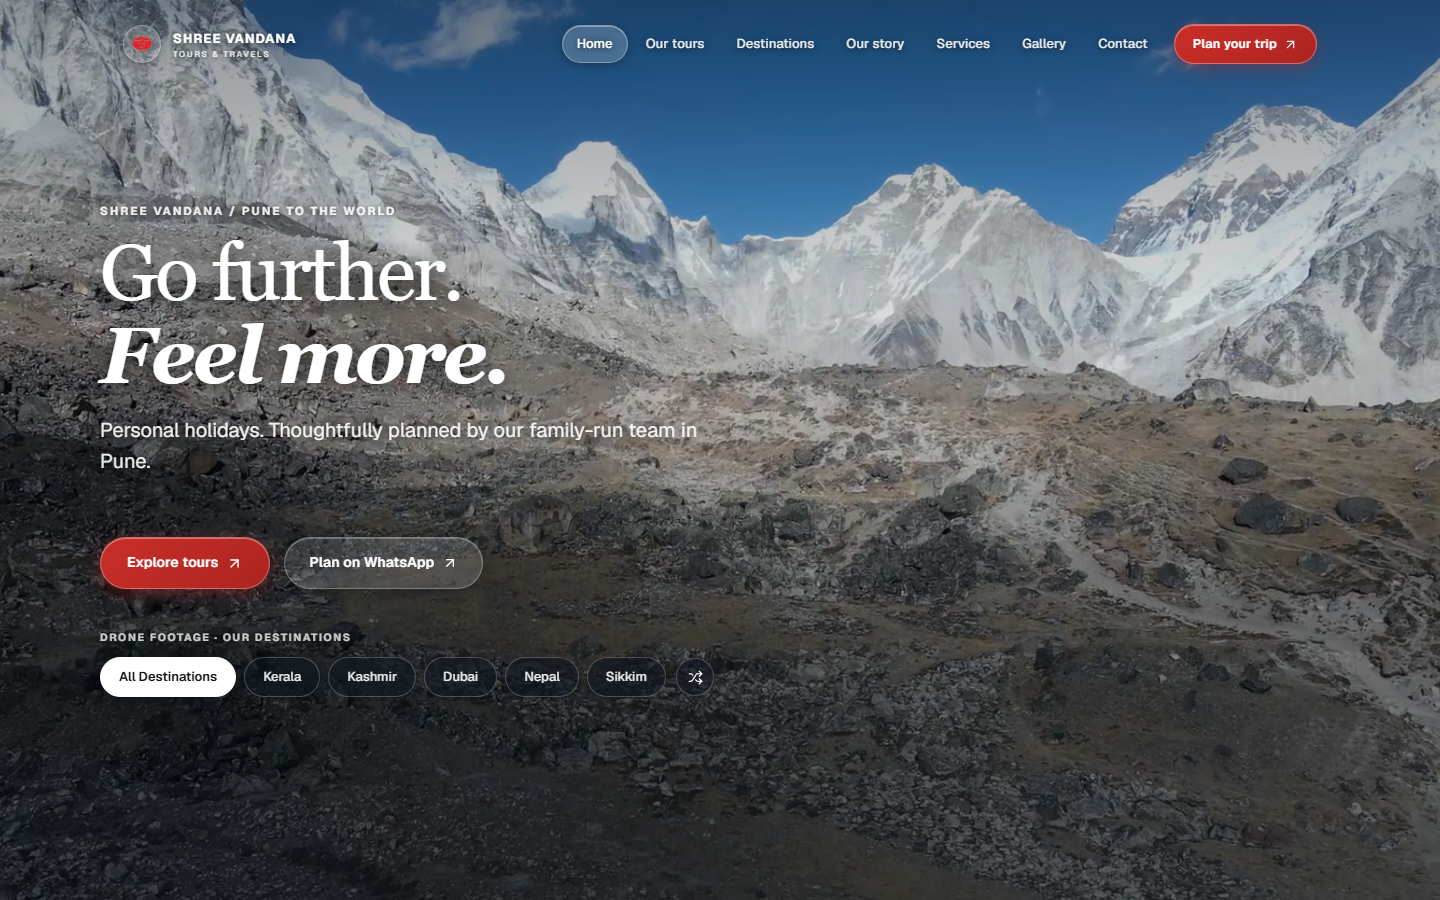 SHREE VANDANA
TOURS & TRAVELS
Home
Our tours
Destinations
Our story
Services
Gallery
Contact
Plan your trip
SHREE VANDANA / PUNE TO THE WORLD
Go further.
Feel more.
Personal holidays. Thoughtfully planned by our family-run team in
Pune.
Explore tours
Plan on WhatsApp
DRONE FOOTAGE · OUR DESTINATIONS
All Destinations
Kerala
Kashmir
Dubai
Nepal
Sikkim